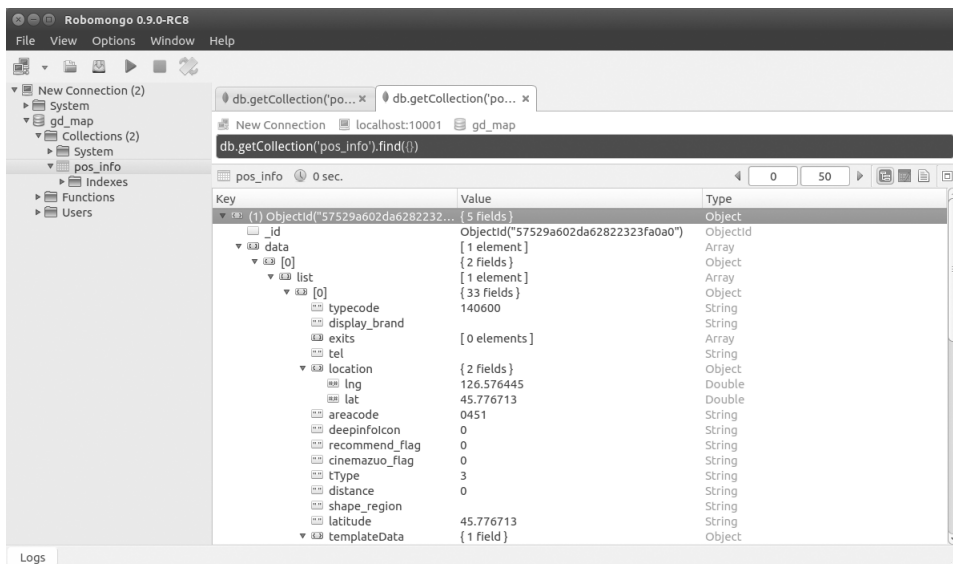 Robomongo 0.9.0-RC8
File View Options Window Help
New Connection (2)
System
gd_map
Collections (2)
System
pos_info
Indexes
Functions
Users
db.getCollection('po... × db.getCollection('po... ×
New Connection localhost:10001 gd_map
db.getCollection('pos_info').find({})
pos_info 0 sec. 0 50
Key Value Type
(1) ObjectId("57529a602da6282232... { 5 fields } Object
_id ObjectId("57529a602da62822323fa0a0") ObjectId
data [ 1 element ] Array
[0] { 2 fields } Object
list [ 1 element ] Array
[0] { 33 fields } Object
typecode 140600 String
display_brand String
exits [ 0 elements ] Array
tel String
location { 2 fields } Object
lng 126.576445 Double
lat 45.776713 Double
areacode 0451 String
deepinfoIcon 0 String
recommend_flag 0 String
cinemazuo_flag 0 String
tType 3 String
distance 0 String
shape_region String
latitude 45.776713 String
templateData { 1 field } Object
Logs